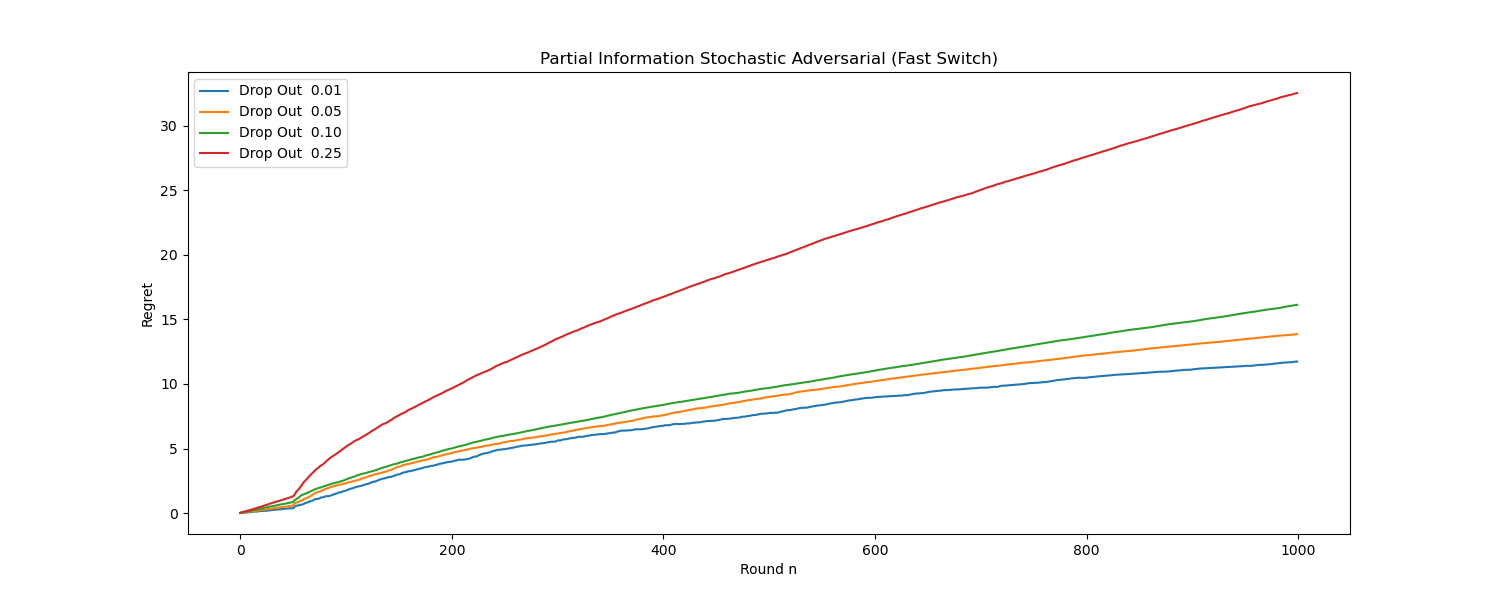 Partial Information Stochastic Adversarial (Fast Switch)
Drop Out  0.01
Drop Out  0.05
Drop Out  0.10
Drop Out  0.25
Regret
30
25
20
15
10
5
0
0 200 400 600 800 1000
Round n